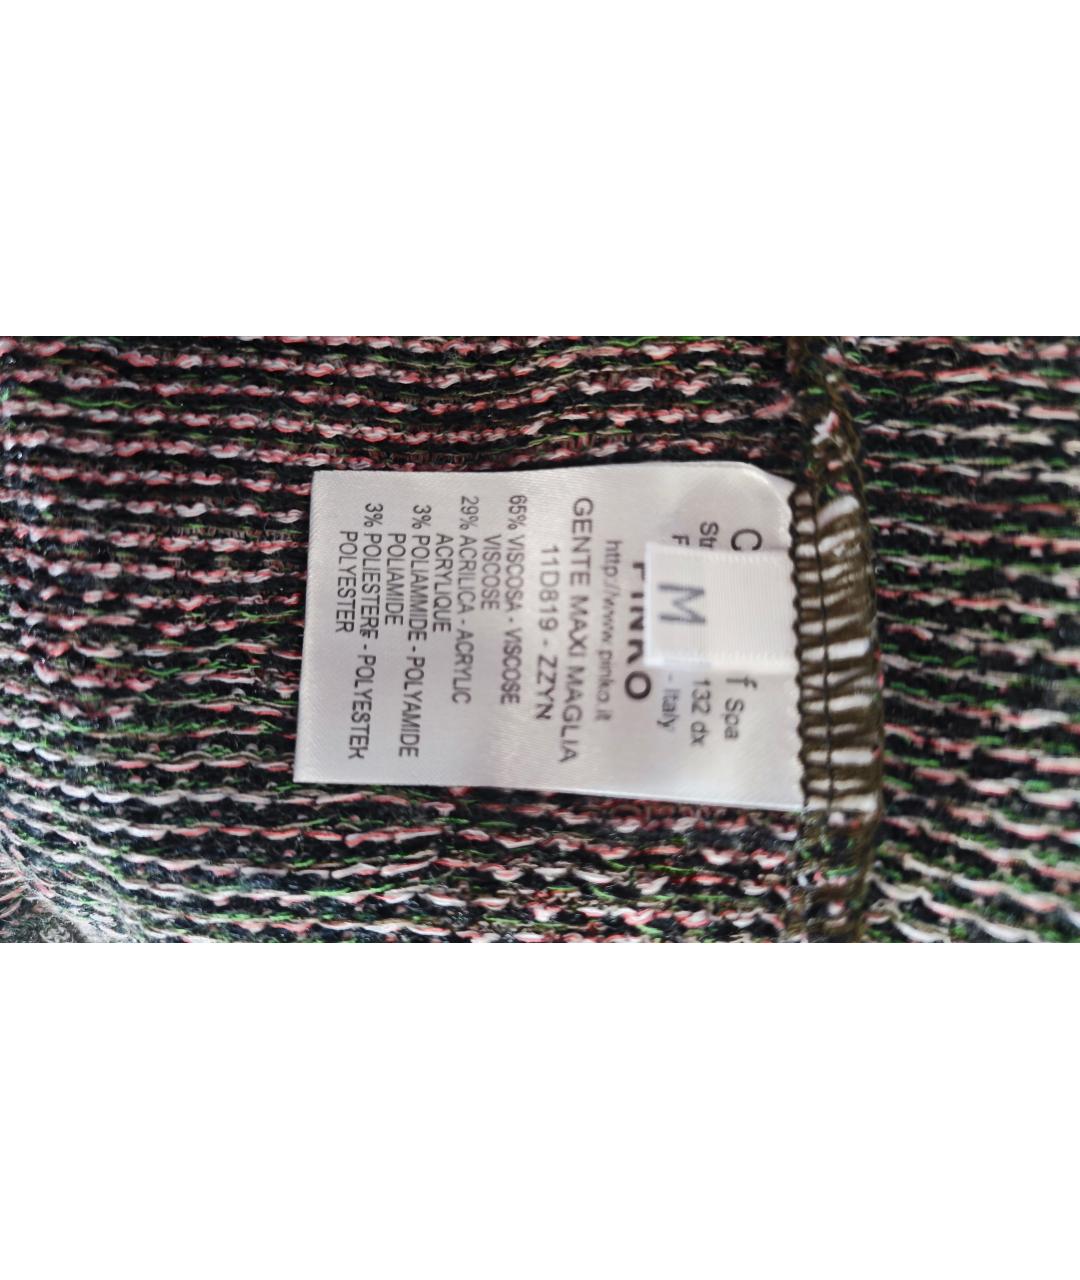 f Spa
132 dx
- Italy
M
PINKO
http://www.pinko.it
GENTE MAXI MAGLIA
11D819 - ZZYN
65% VISCOSA - VISCOSE
VISCOSE
29% ACRILICA - ACRYLIC
ACRYLIQUE
3% POLIAMMIDE - POLYAMIDE
POLIAMIDE
3% POLIESTERE - POLYESTER
POLYESTER